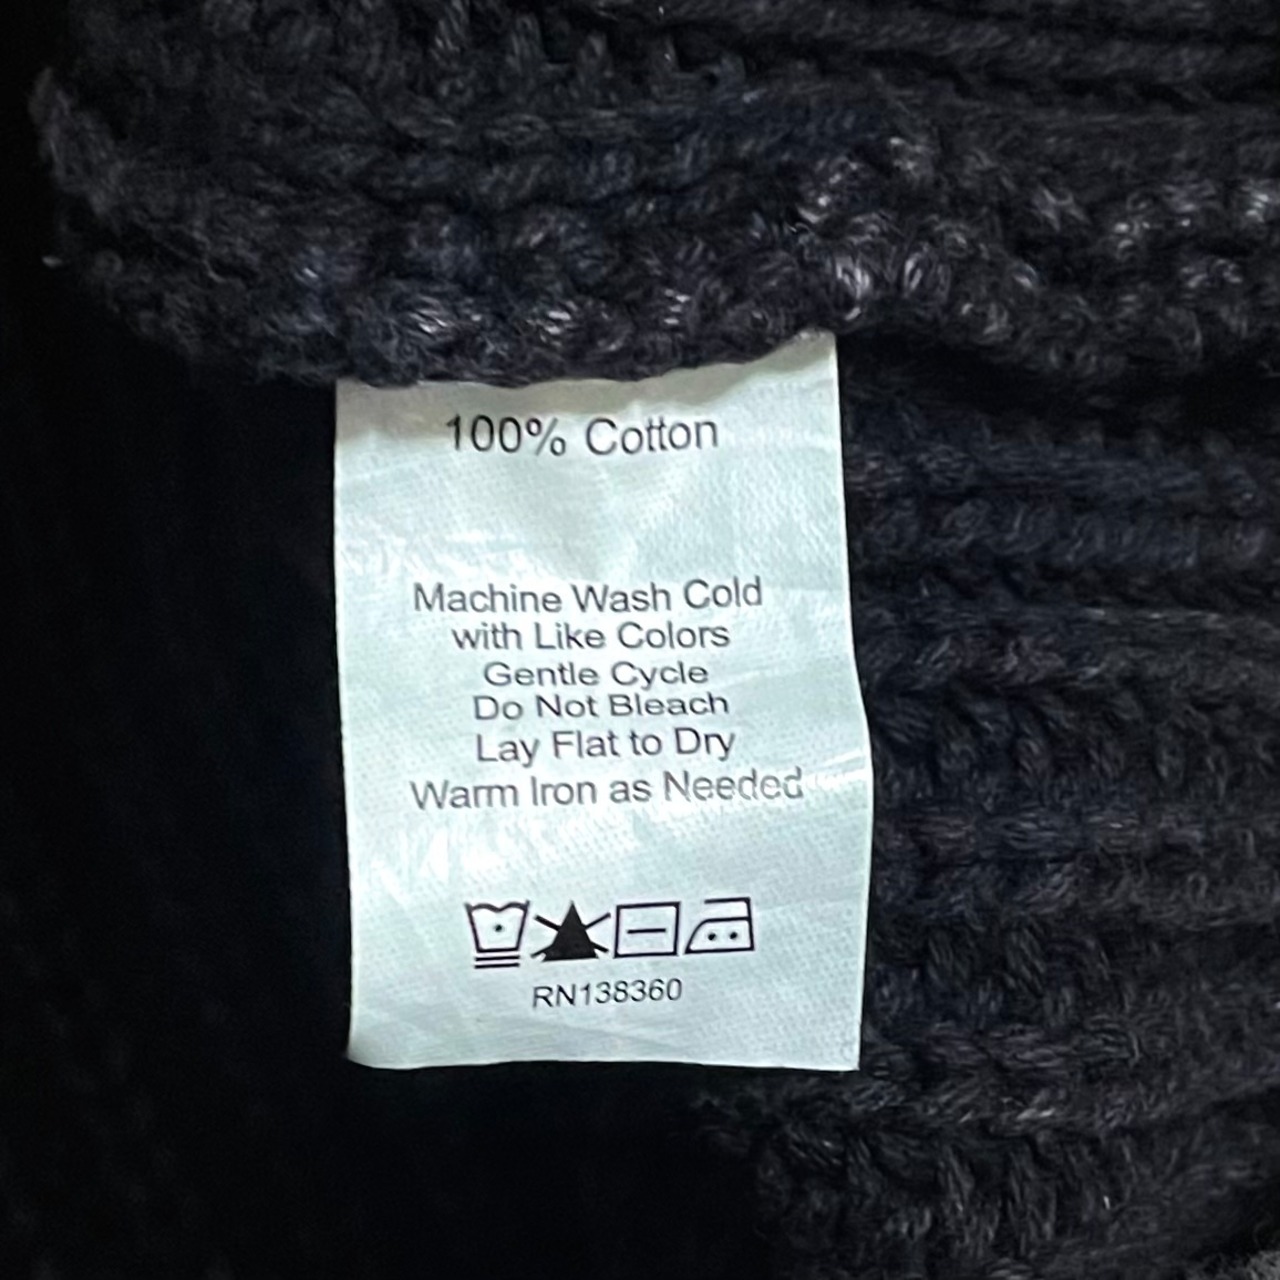 100% Cotton
Machine Wash Cold
with Like Colors
Gentle Cycle
Do Not Bleach
Lay Flat to Dry
Warm Iron as Needed
RN138360